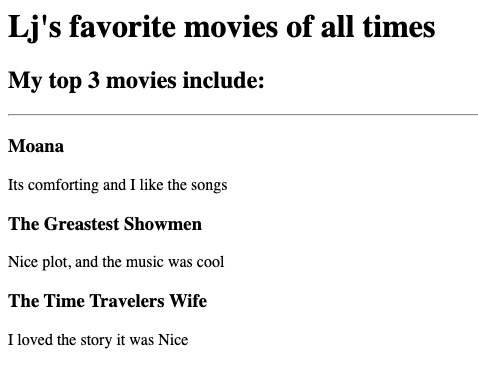 Lj's favorite movies of all times
My top 3 movies include:
Moana
Its comforting and I like the songs
The Greastest Showmen
Nice plot, and the music was cool
The Time Travelers Wife
I loved the story it was Nice